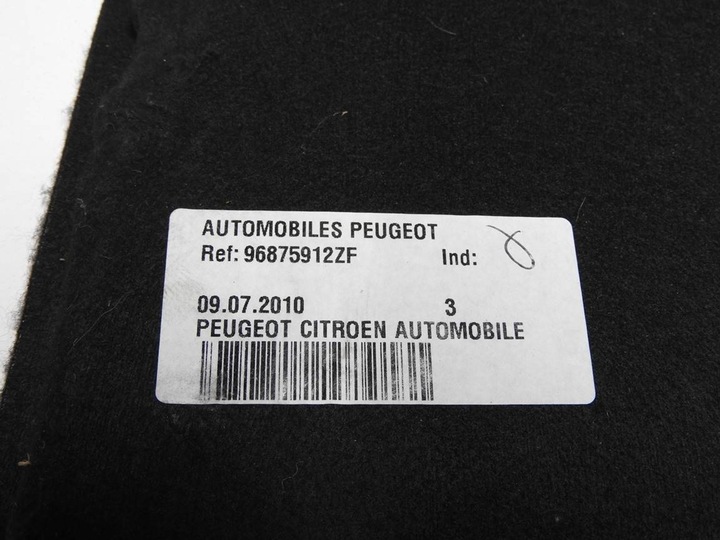 AUTOMOBILES PEUGEOT
Ref: 96875912ZF Ind:
09.07.2010 3
PEUGEOT CITROEN AUTOMOBILE